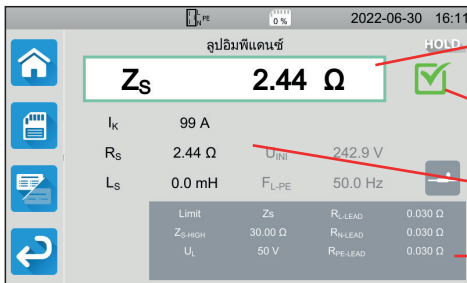 L N PE 0 % 2022-06-30 16:11
ลูปอิมพีแดนซ์ HOLD
ZS 2.44 Ω
IK 99 A
RS 2.44 Ω UINI 242.9 V
LS 0.0 mH FL-PE 50.0 Hz
Limit Zs RL-LEAD 0.030 Ω
ZS-HIGH 30.00 Ω RN-LEAD 0.030 Ω
UL 50 V RPE-LEAD 0.030 Ω